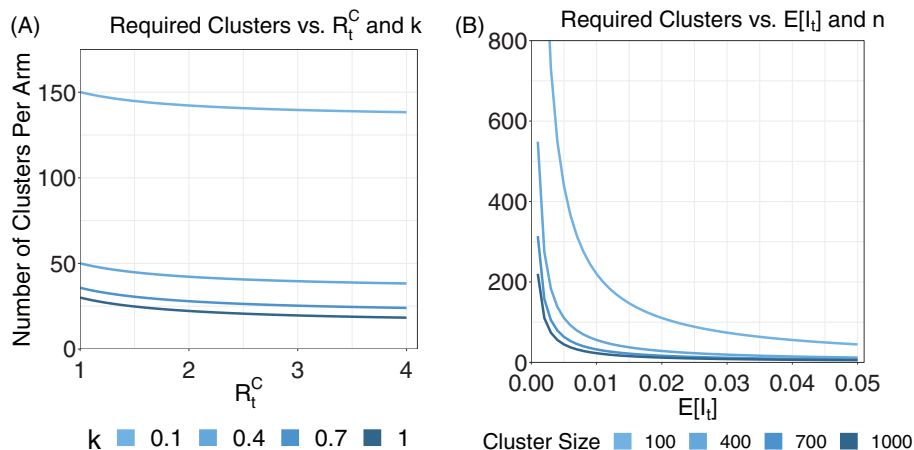 (A) Required Clusters vs. R_t^C and k
Number of Clusters Per Arm
150
100
50
0
1 2 3 4
R_t^C
k 0.1 0.4 0.7 1
(B) Required Clusters vs. E[I_t] and n
800
600
400
200
0
0.00 0.01 0.02 0.03 0.04 0.05
E[I_t]
Cluster Size 100 400 700 1000